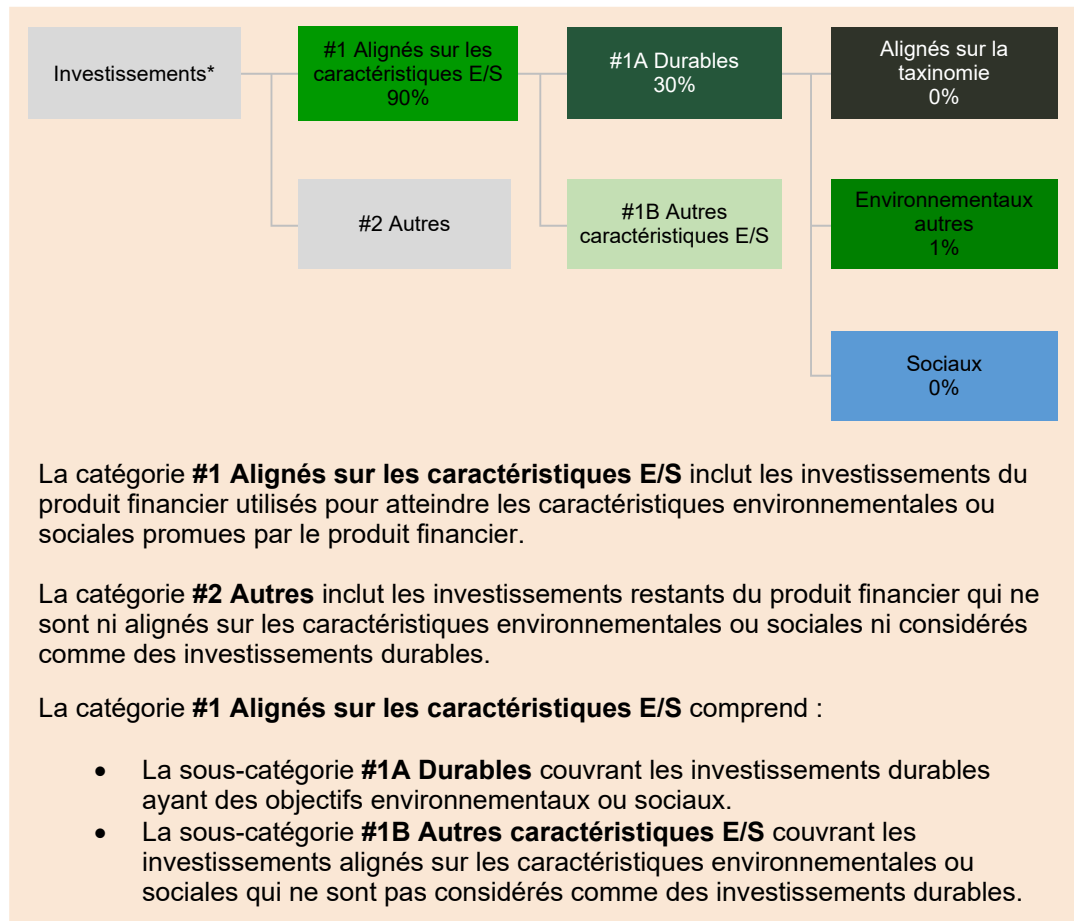 Investissements*
#1 Alignés sur les
caractéristiques E/S
90%
#1A Durables
30%
Alignés sur la
taxinomie
0%
#2 Autres
#1B Autres
caractéristiques E/S
Environnementaux
autres
1%
Sociaux
0%
La catégorie #1 Alignés sur les caractéristiques E/S inclut les investissements du
produit financier utilisés pour atteindre les caractéristiques environnementales ou
sociales promues par le produit financier.
La catégorie #2 Autres inclut les investissements restants du produit financier qui ne
sont ni alignés sur les caractéristiques environnementales ou sociales ni considérés
comme des investissements durables.
La catégorie #1 Alignés sur les caractéristiques E/S comprend :
• La sous-catégorie #1A Durables couvrant les investissements durables
ayant des objectifs environnementaux ou sociaux.
• La sous-catégorie #1B Autres caractéristiques E/S couvrant les
investissements alignés sur les caractéristiques environnementales ou
sociales qui ne sont pas considérés comme des investissements durables.